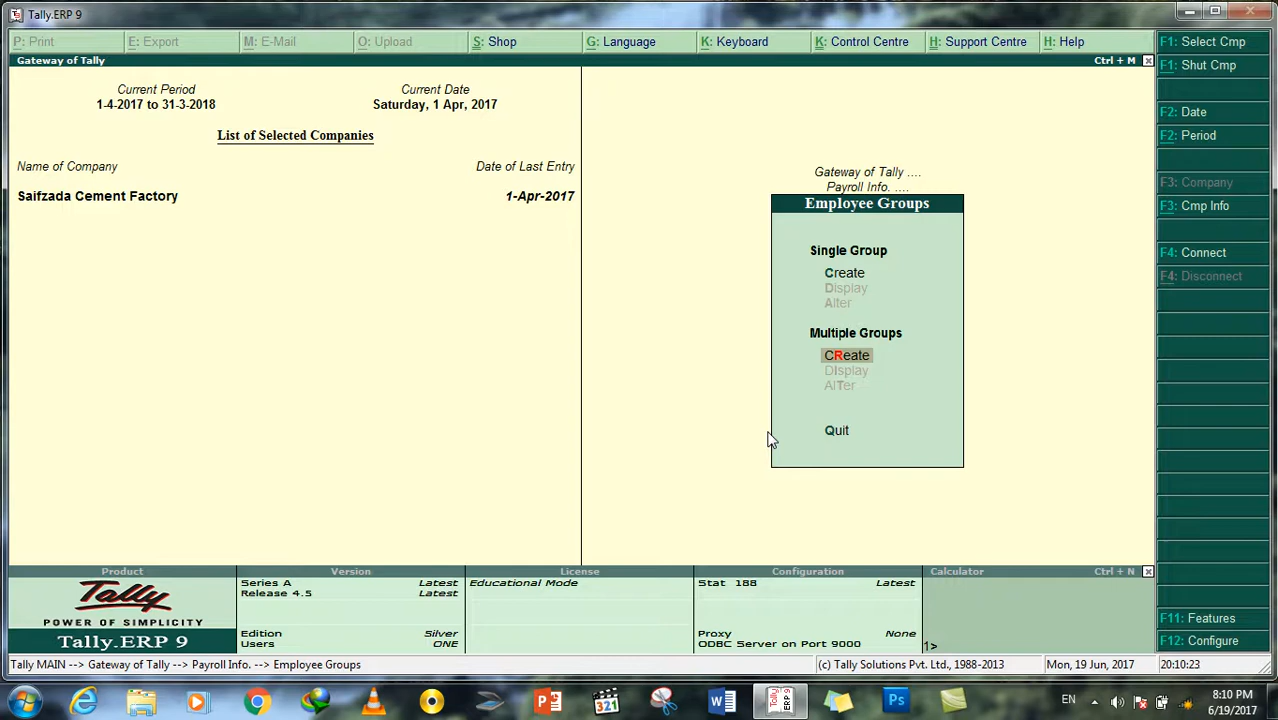 Tally.ERP 9
P: Print
E: Export
M: E-Mail
O: Upload
S: Shop
G: Language
K: Keyboard
K: Control Centre
H: Support Centre
H: Help
F1: Select Cmp
Gateway of Tally
Ctrl + M
F1: Shut Cmp
Current Period
1-4-2017 to 31-3-2018
Current Date
Saturday, 1 Apr, 2017
List of Selected Companies
Name of Company
Date of Last Entry
Saifzada Cement Factory
1-Apr-2017
Gateway of Tally ....
Payroll Info. ....
Employee Groups
Single Group
Create
Display
Alter
Multiple Groups
CReate
DIsplay
AlTer
Quit
F2: Date
F2: Period
F3: Company
F3: Cmp Info
F4: Connect
F4: Disconnect
F11: Features
F12: Configure
Product
Tally
POWER OF SIMPLICITY
Tally.ERP 9
Version
Series A
Latest
Release 4.5
Latest
Edition
Silver
Users
ONE
License
Educational Mode
Configuration
Stat 188
Latest
Proxy
None
ODBC Server on Port 9000
Calculator
Ctrl + N
1>
Tally MAIN --> Gateway of Tally --> Payroll Info. --> Employee Groups
(c) Tally Solutions Pvt. Ltd., 1988-2013
Mon, 19 Jun, 2017
20:10:23
321
Tally
ERP 9
Ps
EN
8:10 PM
6/19/2017